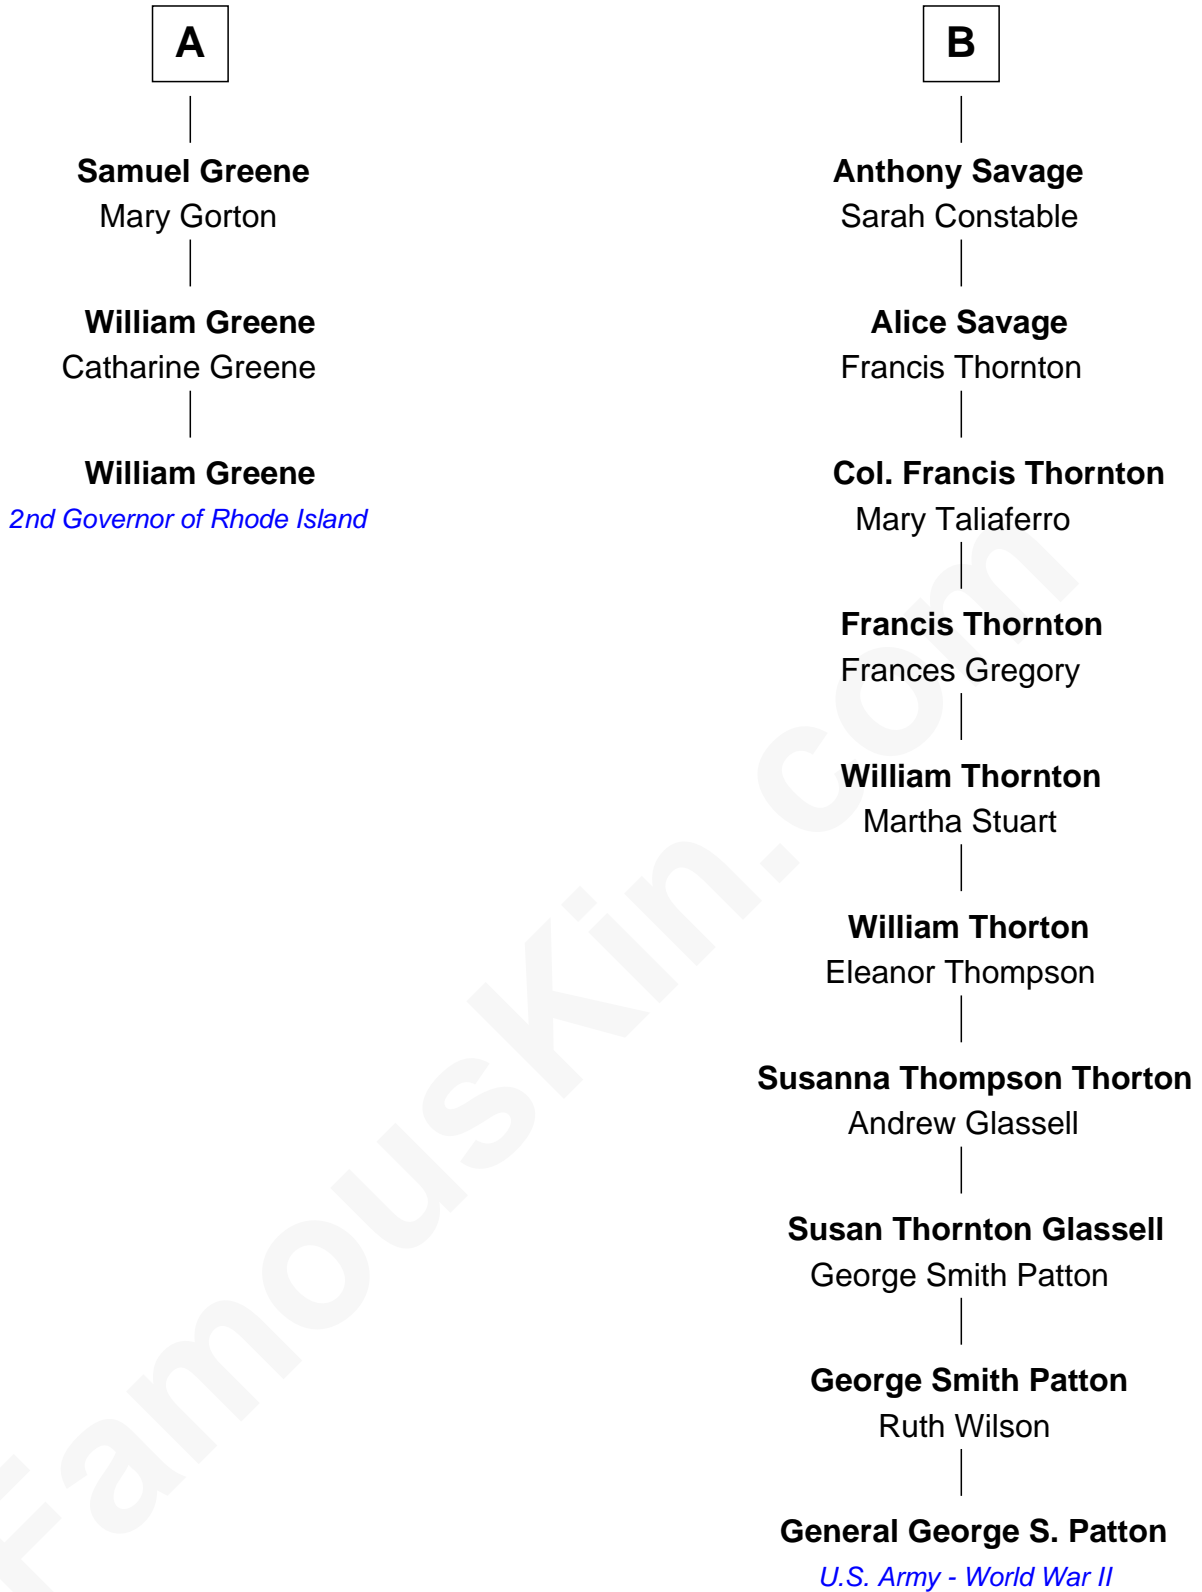 A
Samuel Greene
Mary Gorton
William Greene
Catharine Greene
William Greene
2nd Governor of Rhode Island
B
Anthony Savage
Sarah Constable
Alice Savage
Francis Thornton
Col. Francis Thornton
Mary Taliaferro
Francis Thornton
Frances Gregory
William Thornton
Martha Stuart
William Thorton
Eleanor Thompson
Susanna Thompson Thorton
Andrew Glassell
Susan Thornton Glassell
George Smith Patton
George Smith Patton
Ruth Wilson
General George S. Patton
U.S. Army - World War II
FamousKin.com